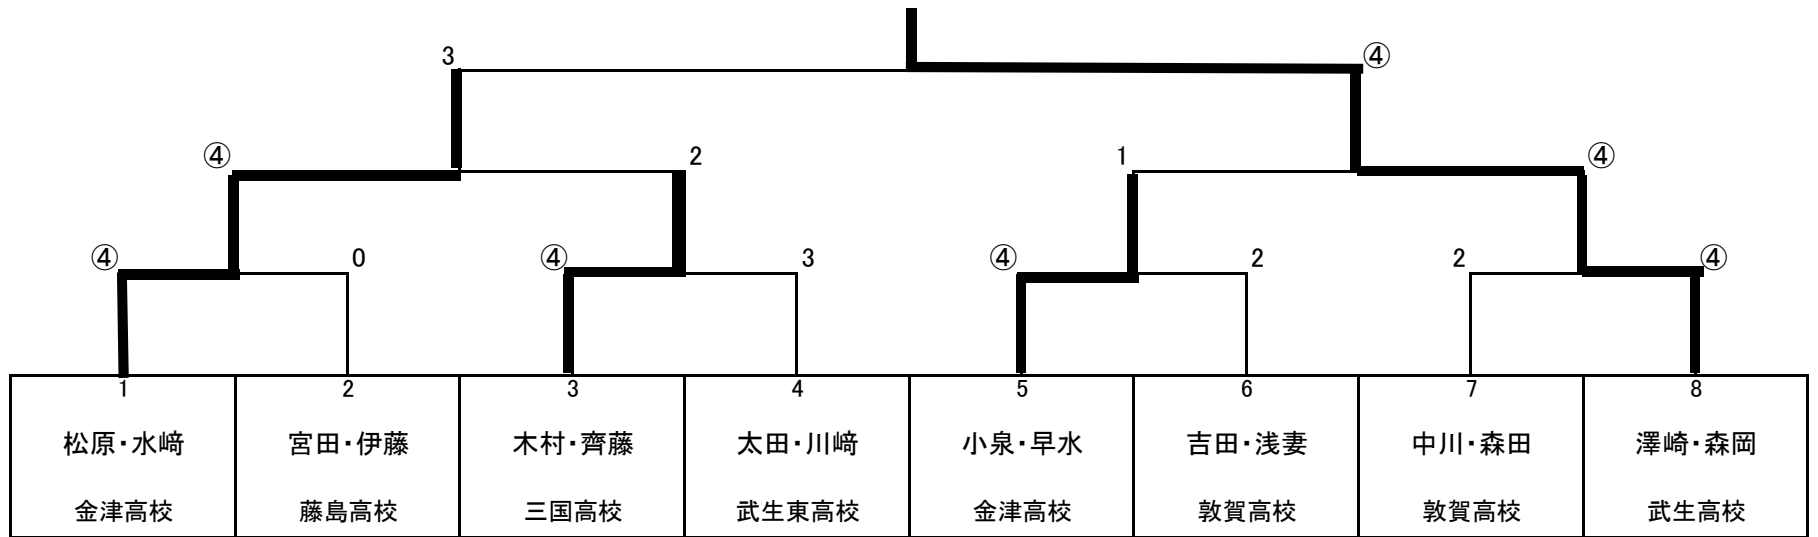 3 ④
④ 2 1 ④
④ 0 ④ 3 ④ 2 2 ④
1 2 3 4 5 6 7 8
松原・水﨑 宮田・伊藤 木村・齊藤 太田・川﨑 小泉・早水 吉田・浅妻 中川・森田 澤崎・森岡
金津高校 藤島高校 三国高校 武生東高校 金津高校 敦賀高校 敦賀高校 武生高校